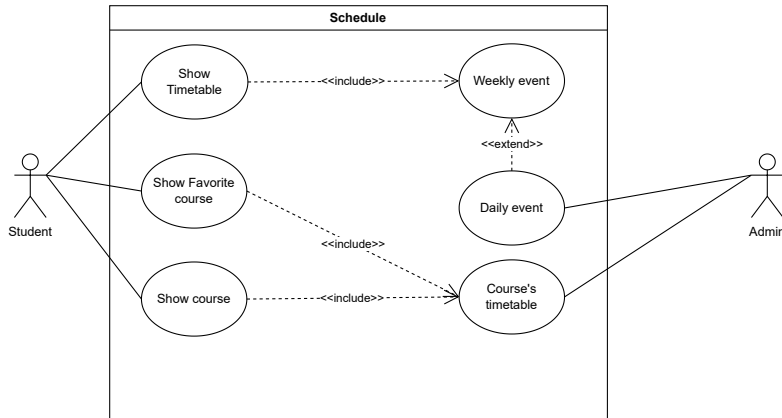 Schedule
Show
Timetable
<<include>>
Weekly event
<<extend>>
Show Favorite
course
Daily event
Student
Admin
<<include>>
Show course
<<include>>
Course's
timetable